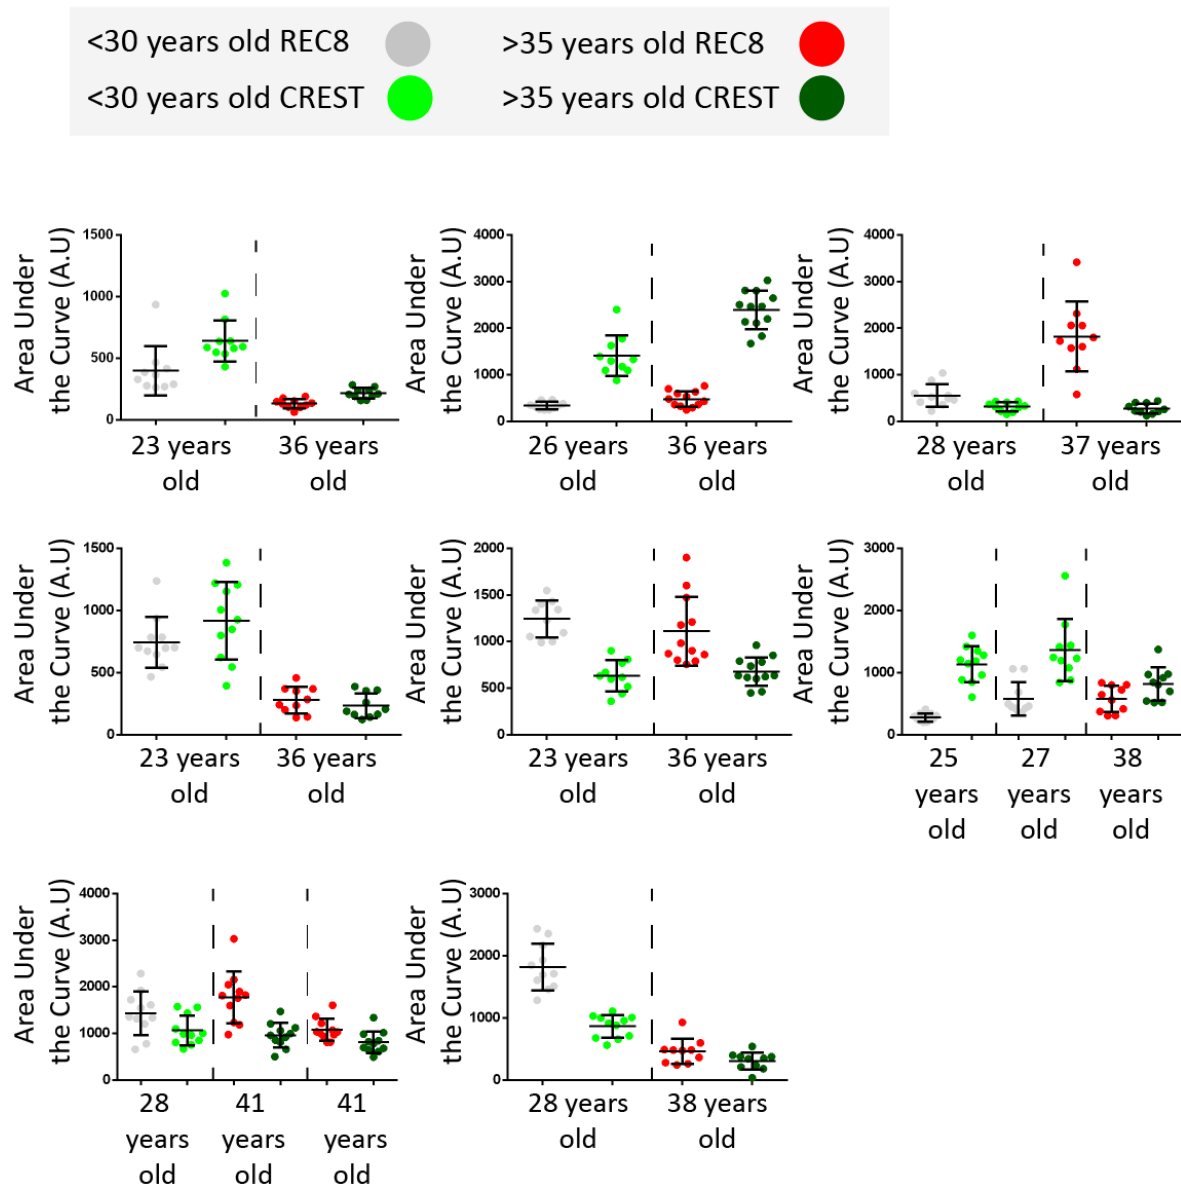 <30 years old REC8
>35 years old REC8
<30 years old CREST
>35 years old CREST
Area Under
the Curve (A.U)
1500
1000
500
0
23 years
old
36 years
old
Area Under
the Curve (A.U)
4000
3000
2000
1000
0
26 years
old
36 years
old
Area Under
the Curve (A.U)
4000
3000
2000
1000
0
28 years
old
37 years
old
Area Under
the Curve (A.U)
1500
1000
500
0
23 years
old
36 years
old
Area Under
the Curve (A.U)
2000
1500
1000
500
0
23 years
old
36 years
old
Area Under
the Curve (A.U)
3000
2000
1000
0
25
years
old
27
years
old
38
years
old
Area Under
the Curve (A.U)
4000
3000
2000
1000
0
28
years
old
41
years
old
41
years
old
Area Under
the Curve (A.U)
3000
2000
1000
0
28 years
old
38 years
old